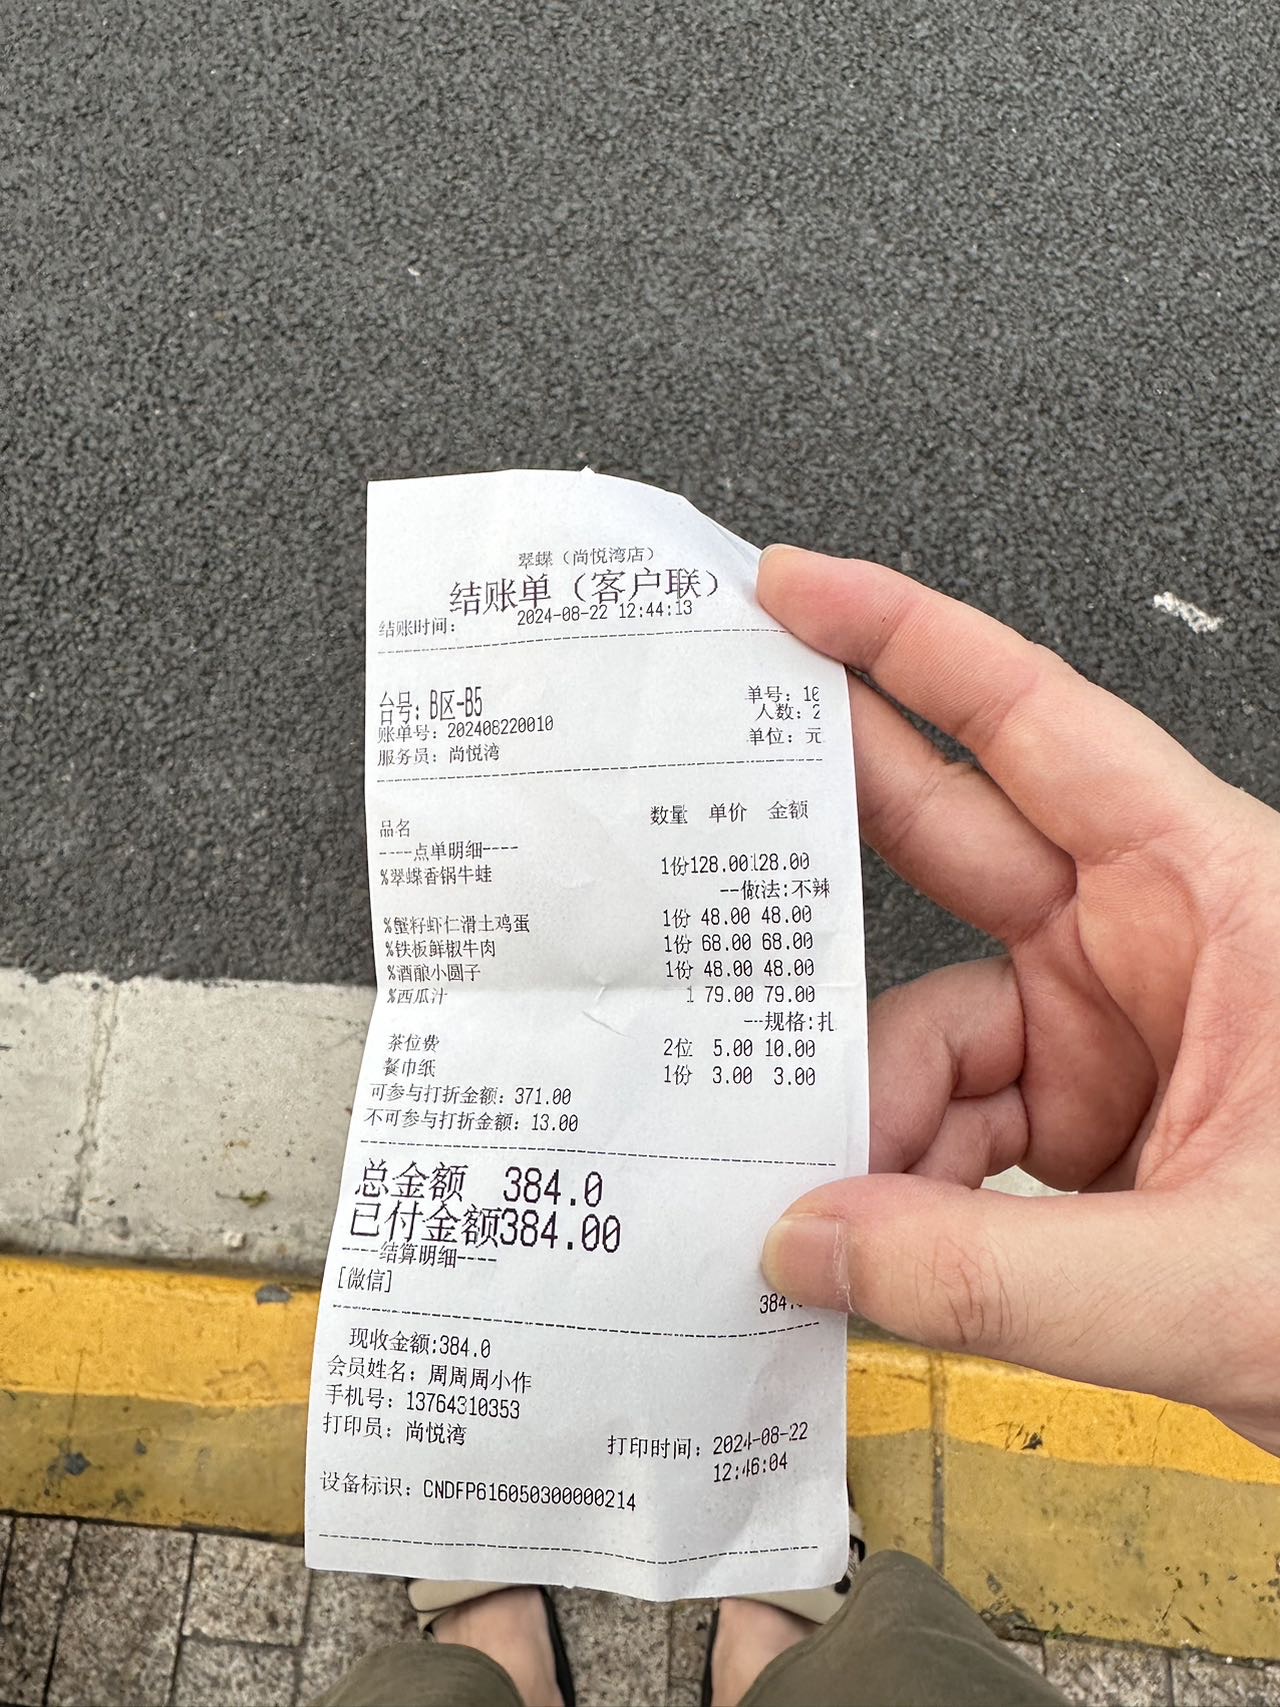 翠蝶（尚悦湾店）
结账单（客户联）
结账时间： 2024-08-22 12:44:13
台号：B区-B5 单号：16
账单号：202408220010 人数：2
服务员：尚悦湾 单位：元
品名 数量 单价 金额
----点单明细----
%翠蝶香锅牛蛙 1份128.00128.00
--做法:不辣
%蟹籽虾仁滑土鸡蛋 1份 48.00 48.00
%铁板鲜椒牛肉 1份 68.00 68.00
%酒酿小圆子 1份 48.00 48.00
%西瓜汁 1 79.00 79.00
--规格:扎
茶位费 2位 5.00 10.00
餐巾纸 1份 3.00 3.00
可参与打折金额：371.00
不可参与打折金额：13.00
总金额 384.0
已付金额384.00
----结算明细----
[微信] 384.
现收金额:384.0
会员姓名：周周周小作
手机号：13764310353
打印员：尚悦湾 打印时间：2024-08-22
12:46:04
设备标识：CNDFP616050300000214